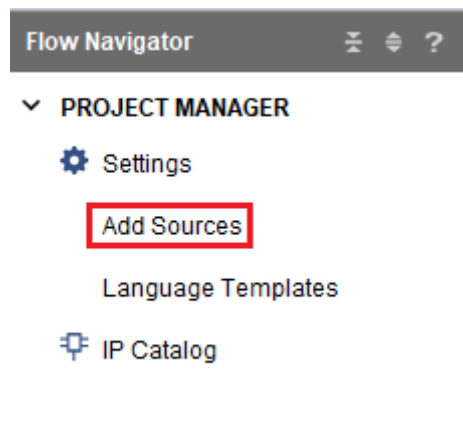 Flow Navigator ?
PROJECT MANAGER
Settings
Add Sources
Language Templates
IP Catalog